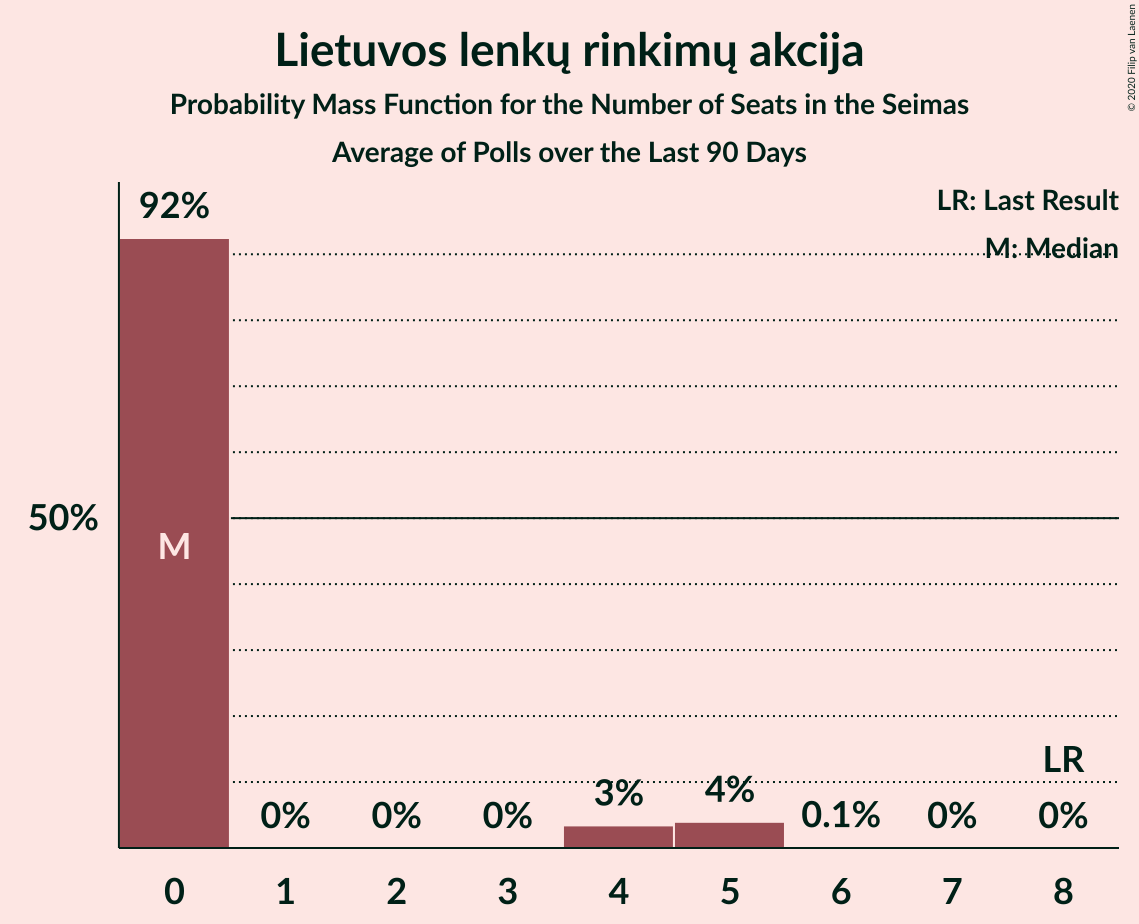 Lietuvos lenkų rinkimų akcija
Probability Mass Function for the Number of Seats in the Seimas
Average of Polls over the Last 90 Days
© 2020 Filip van Laenen
LR: Last Result
M: Median
92%
50%
M
LR
0% 0% 0% 3% 4% 0.1% 0% 0%
0 1 2 3 4 5 6 7 8